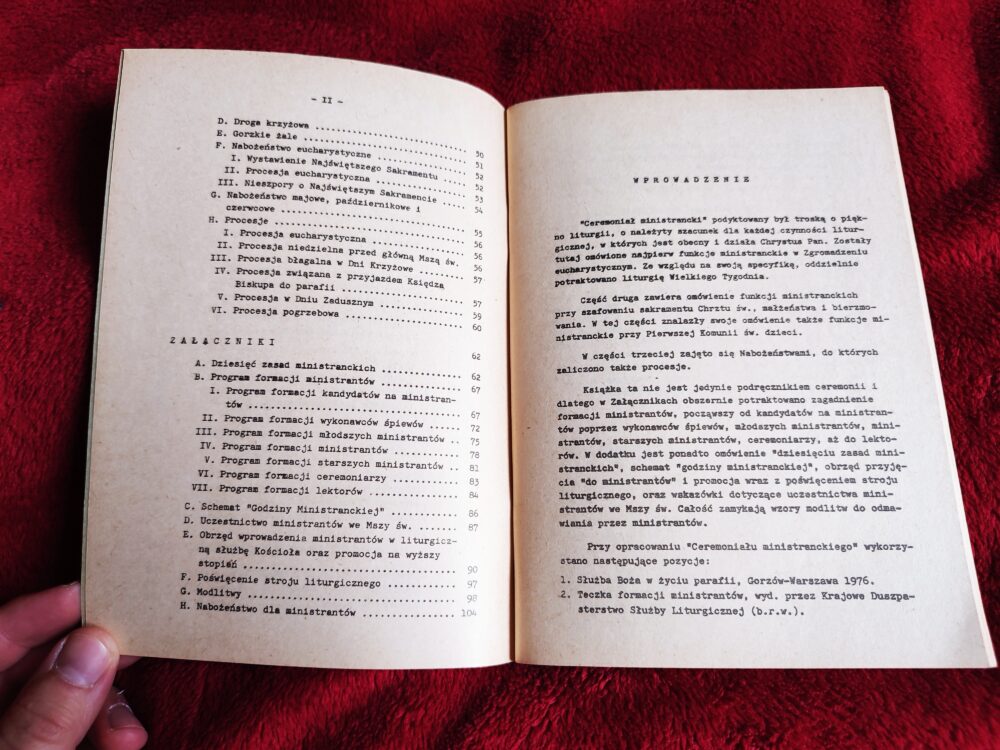 - II -
D. Droga krzyżowa ........................ 50
E. Gorzkie żale .......................... 51
F. Nabożeństwo eucharystyczne ............ 52
I. Wystawienie Najświętszego Sakramentu ..... 52
II. Procesja eucharystyczna .............. 53
III. Nieszpory o Najświętszym Sakramencie ..... 54
G. Nabożeństwo majowe, październikowe i
czerwcowe ............................ 55
H. Procesje .............................. 56
I. Procesja eucharystyczna ............... 56
II. Procesja niedzielna przed główną Mszą św. 56
III. Procesja błagalna w Dni Krzyżowe ....... 57
IV. Procesja związana z przyjazdem Księdza
Biskupa do parafii ................... 57
V. Procesja w Dniu Zadusznym ............. 59
VI. Procesja pogrzebowa .................. 60
ZAŁĄCZNIKI 62
A. Dziesięć zasad ministranckich ............ 62
B. Program formacji ministrantów ............ 67
I. Program formacji kandydatów na ministran-
tów .................................. 67
II. Program formacji wykonawców śpiewów .... 72
III. Program formacji młodszych ministrantów .. 75
IV. Program formacji ministrantów .......... 78
V. Program formacji starszych ministrantów .. 81
VI. Program formacji ceremoniarzy .......... 83
VII. Program formacji lektorów ............. 84
C. Schemat "Godziny Ministranckiej" ......... 86
D. Uczestnictwo ministrantów we Mszy św. ...... 87
E. Obrzęd wprowadzenia ministrantów w liturgicz-
ną służbę Kościoła oraz promocja na wyższy
stopień .............................. 90
F. Poświęcenie stroju liturgicznego .......... 97
G. Modlitwy .............................. 98
H. Nabożeństwo dla ministrantów ............. 104
WPROWADZENIE
"Ceremoniał ministrancki" podyktowany był troską o pięk-
no liturgii, o należyty szacunek dla każdej czynności litur-
gicznej, w których jest obecny i działa Chrystus Pan. Zostały
tutaj omówione najpierw funkcje ministranckie w Zgromadzeniu
eucharystycznym. Ze względu na swoją specyfikę, oddzielnie
potraktowano liturgię Wielkiego Tygodnia.
Część druga zawiera omówienie funkcji ministranckich
przy szafowaniu sakramentu Chrztu św., małżeństwa i bierzmo-
wania. W tej części znalazły swoje omówienie także funkcje mi-
nistranckie przy Pierwszej Komunii św. dzieci.
W części trzeciej zajęto się Nabożeństwami, do których
zaliczono także procesje.
Książka ta nie jest jedynie podręcznikiem ceremonii i
dlatego w Załącznikach obszernie potraktowano zagadnienie
formacji ministrantów, począwszy od kandydatów na ministran-
tów poprzez wykonawców śpiewów, młodszych ministrantów, mini-
strantów, starszych ministrantów, ceremoniarzy, aż do lekto-
rów. W dodatku jest ponadto omówienie "dziesięciu zasad mini-
stranckich", schemat "godziny ministranckiej", obrzęd przyję-
cia "do ministrantów" i promocja wraz z poświęceniem stroju
liturgicznego, oraz wskazówki dotyczące uczestnictwa mini-
strantów we Mszy św. Całość zamykają wzory modlitw do odma-
wiania przez ministrantów.
Przy opracowaniu "Ceremoniału ministranckiego" wykorzy-
stano następujące pozycje:
1. Służba Boża w życiu parafii, Gorzów-Warszawa 1976.
2. Teczka formacji ministrantów, wyd. przez Krajowe Duszpa-
sterstwo Służby Liturgicznej (b.r.w.).